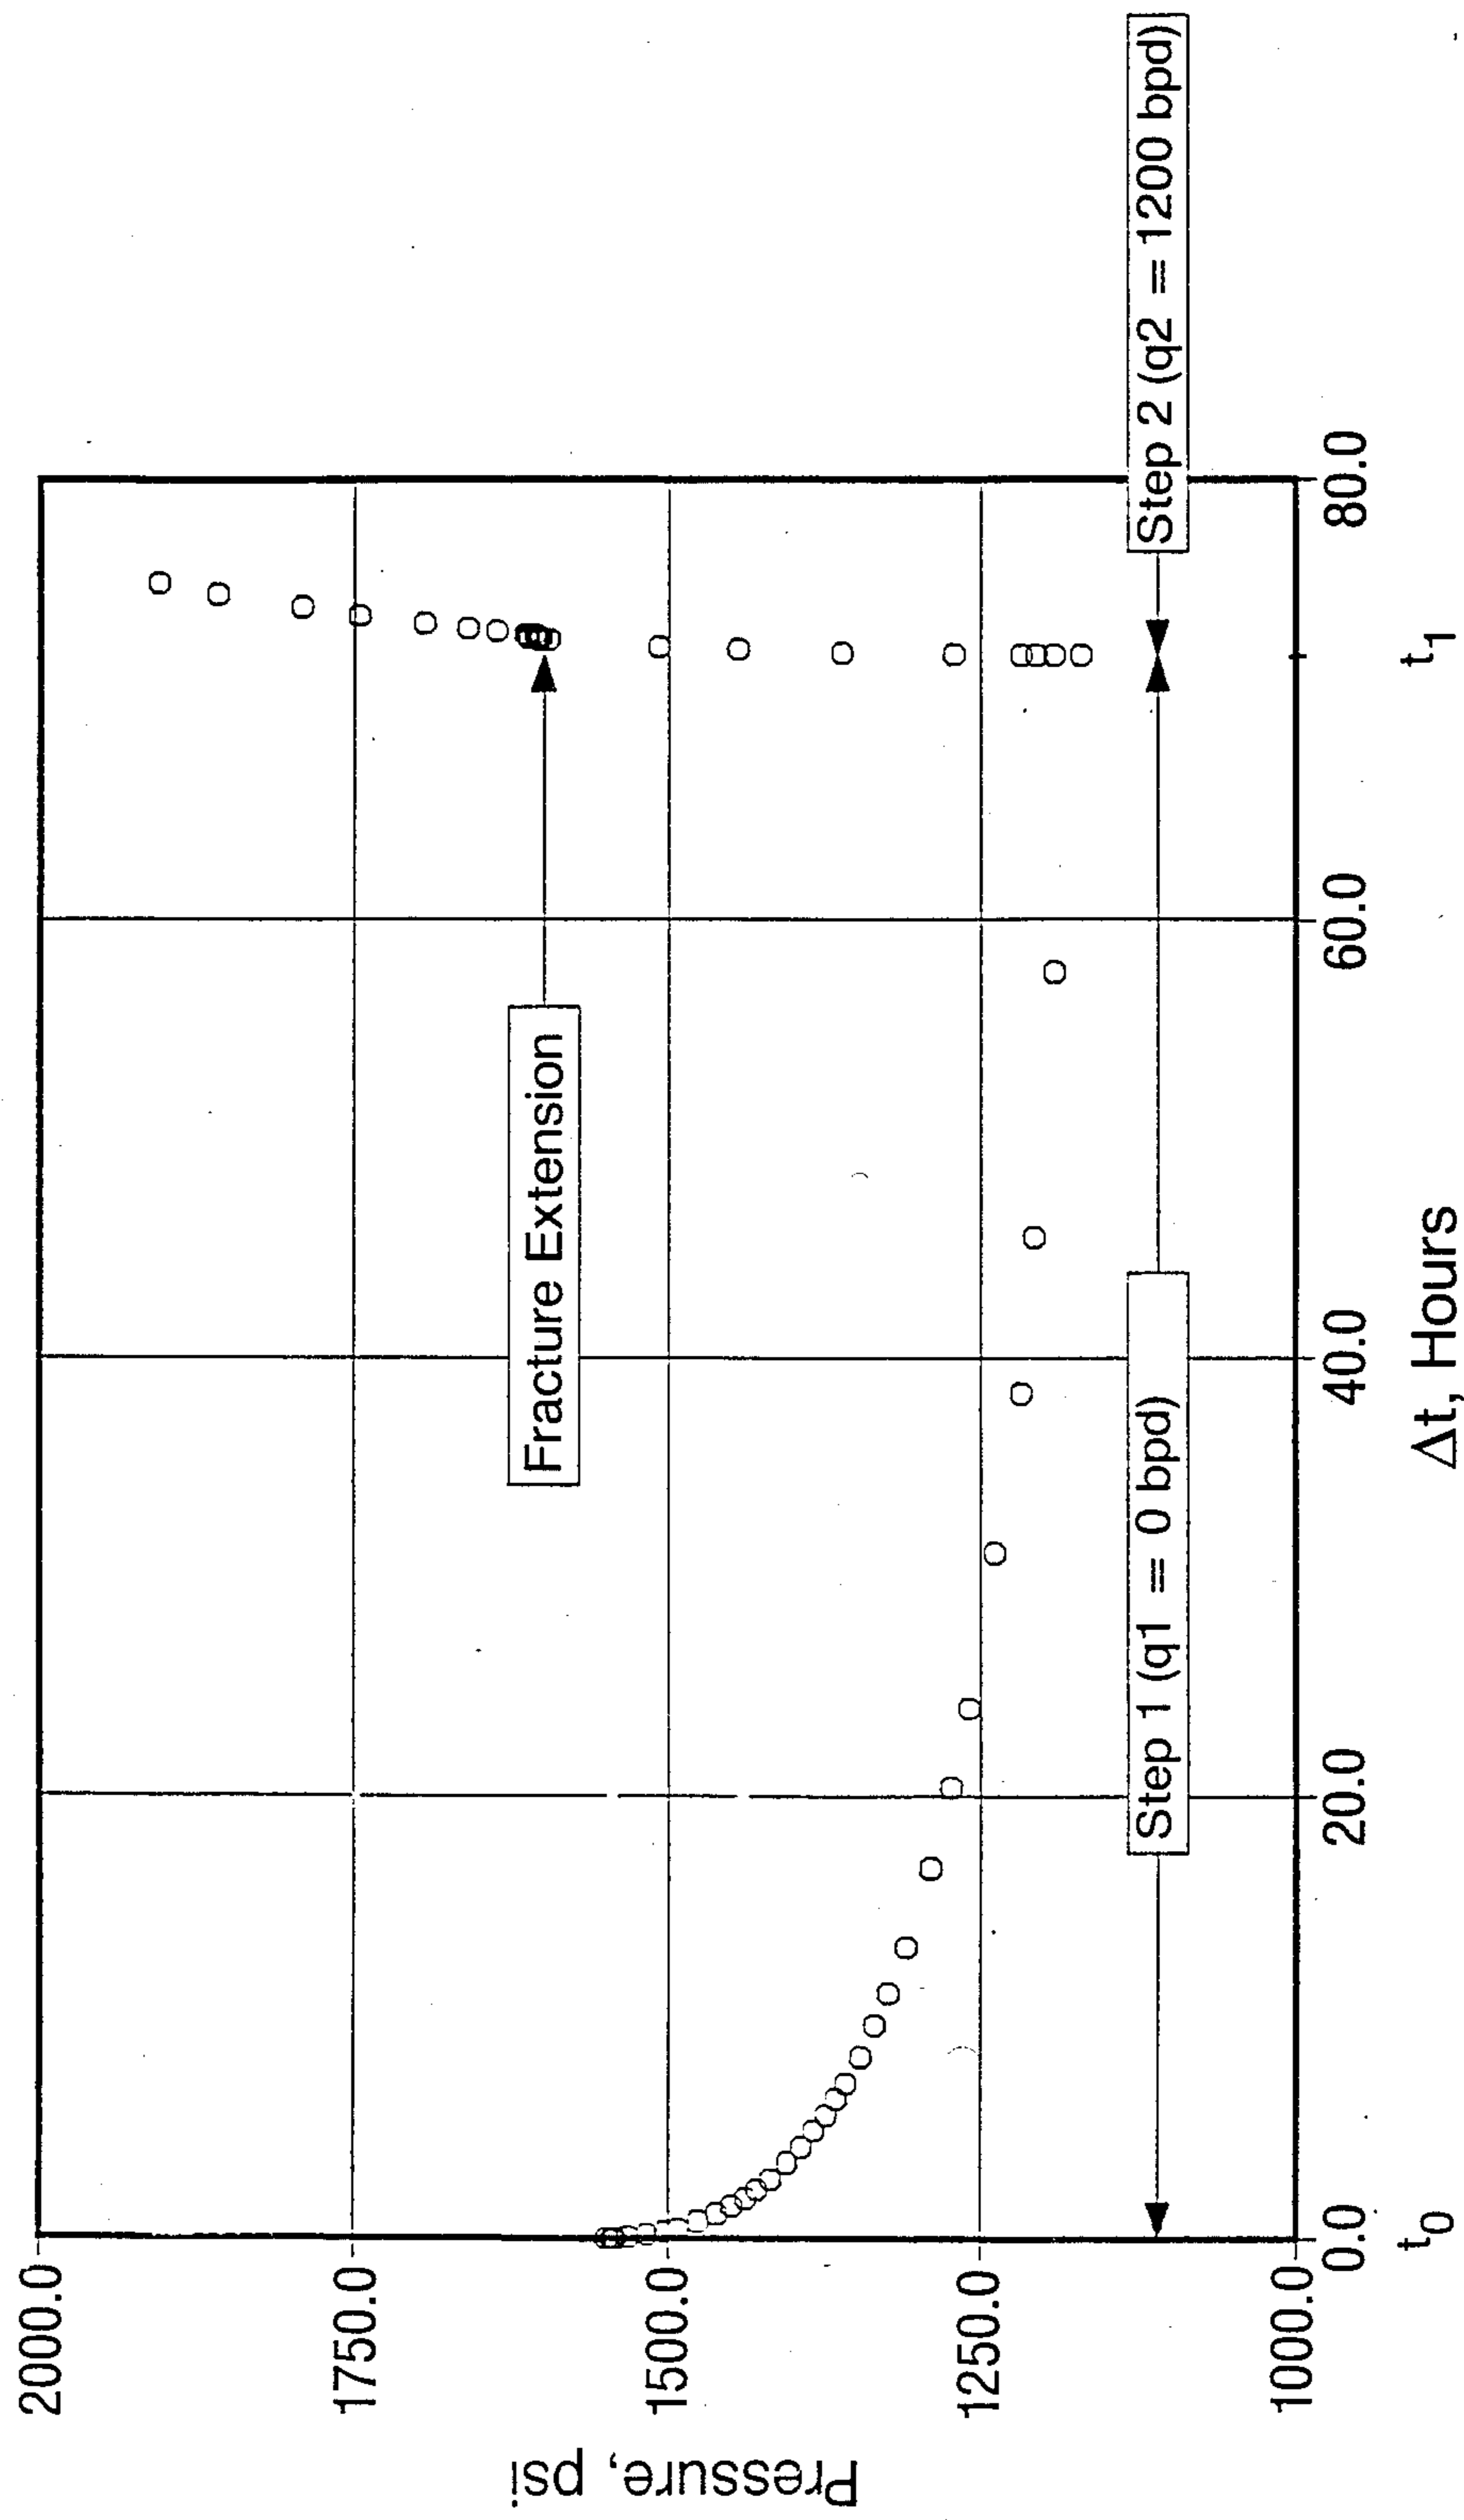 Pressure, psi
2000.0
1750.0
1500.0
1250.0
1000.0
Fracture Extension
Step 1 (q1 = 0 bpd)
Step 2 (q2 = 1200 bpd)
0.0
20.0
40.0
60.0
80.0
t0
Δt, Hours
t1